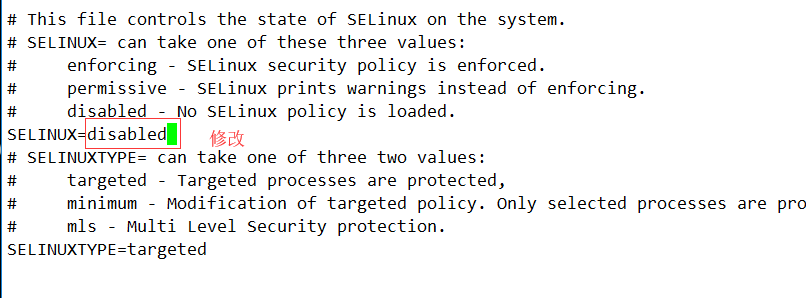 # This file controls the state of SELinux on the system.
# SELINUX= can take one of these three values:
#     enforcing - SELinux security policy is enforced.
#     permissive - SELinux prints warnings instead of enforcing.
#     disabled - No SELinux policy is loaded.
SELINUX=disabled 修改
# SELINUXTYPE= can take one of three two values:
#     targeted - Targeted processes are protected,
#     minimum - Modification of targeted policy. Only selected processes are pro
#     mls - Multi Level Security protection.
SELINUXTYPE=targeted